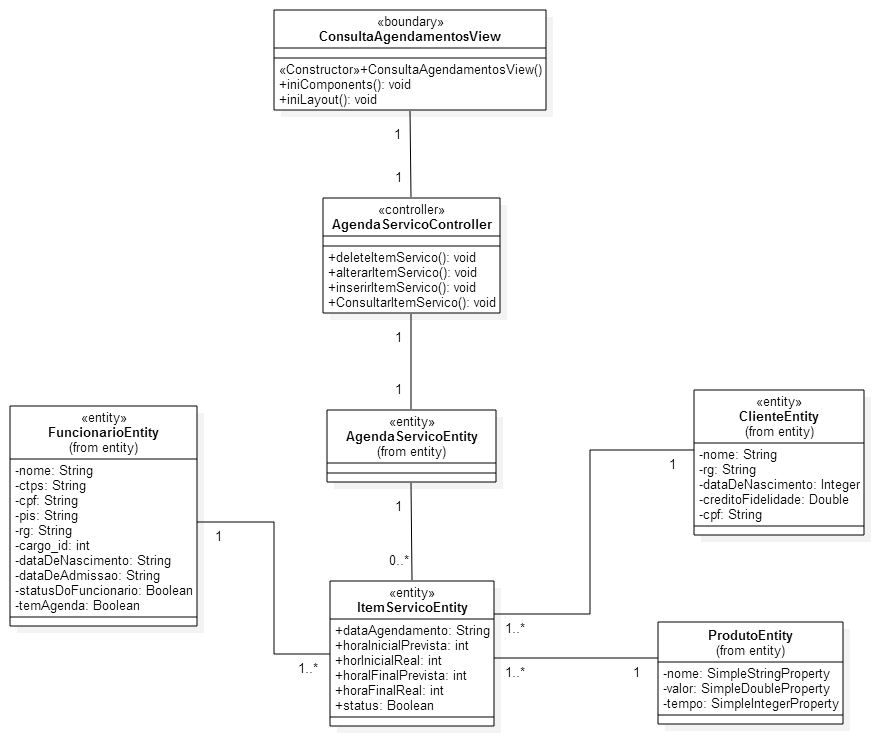 «boundary»
ConsultaAgendamentosView
«Constructor»+ConsultaAgendamentosView()
+iniComponents(): void
+iniLayout(): void
1
1
«controller»
AgendaServicoController
+deleteItemServico(): void
+alterarItemServico(): void
+inserirItemServico(): void
+ConsultarItemServico(): void
1
1
«entity»
AgendaServicoEntity
(from entity)
1
0..*
«entity»
FuncionarioEntity
(from entity)
-nome: String
-ctps: String
-cpf: String
-pis: String
-rg: String
-cargo_id: int
-dataDeNascimento: String
-dataDeAdmissao: String
-statusDoFuncionario: Boolean
-temAgenda: Boolean
1
1..*
«entity»
ItemServicoEntity
+dataAgendamento: String
+horaInicialPrevista: int
+horInicialReal: int
+horalFinalPrevista: int
+horaFinalReal: int
+status: Boolean
«entity»
ClienteEntity
(from entity)
-nome: String
-rg: String
-dataDeNascimento: Integer
-creditoFidelidade: Double
-cpf: String
1
1..*
ProdutoEntity
(from entity)
-nome: SimpleStringProperty
-valor: SimpleDoubleProperty
-tempo: SimpleIntegerProperty
1..*
1